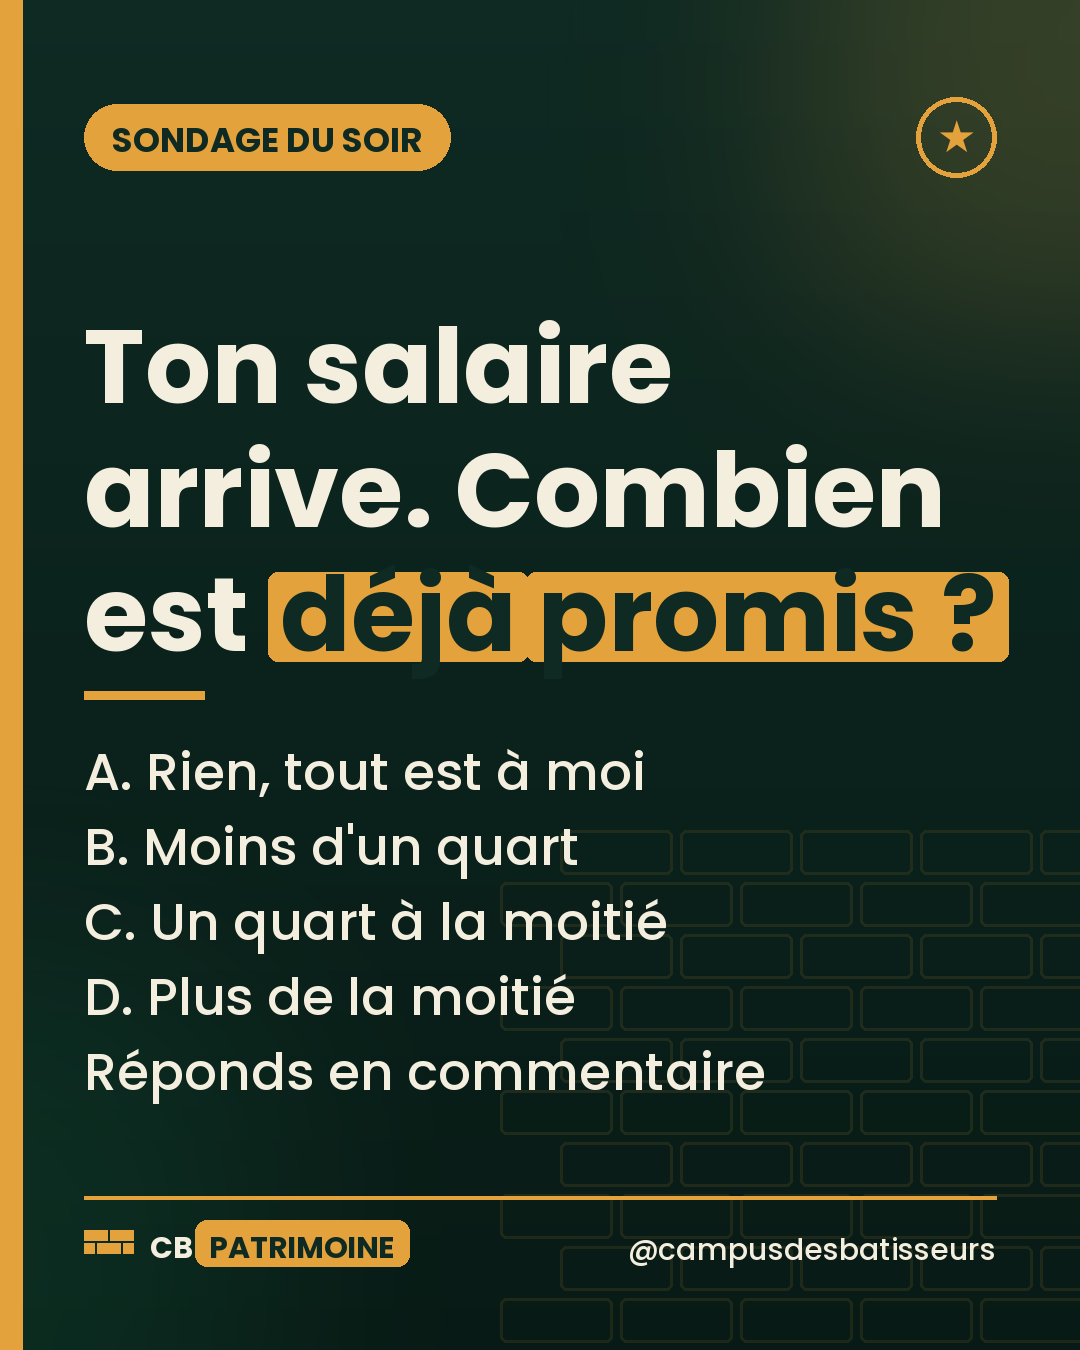 SONDAGE DU SOIR
Ton salaire
arrive. Combien
est déjà promis ?
A. Rien, tout est à moi
B. Moins d'un quart
C. Un quart à la moitié
D. Plus de la moitié
Réponds en commentaire
CB PATRIMOINE
@campusdesbatisseurs